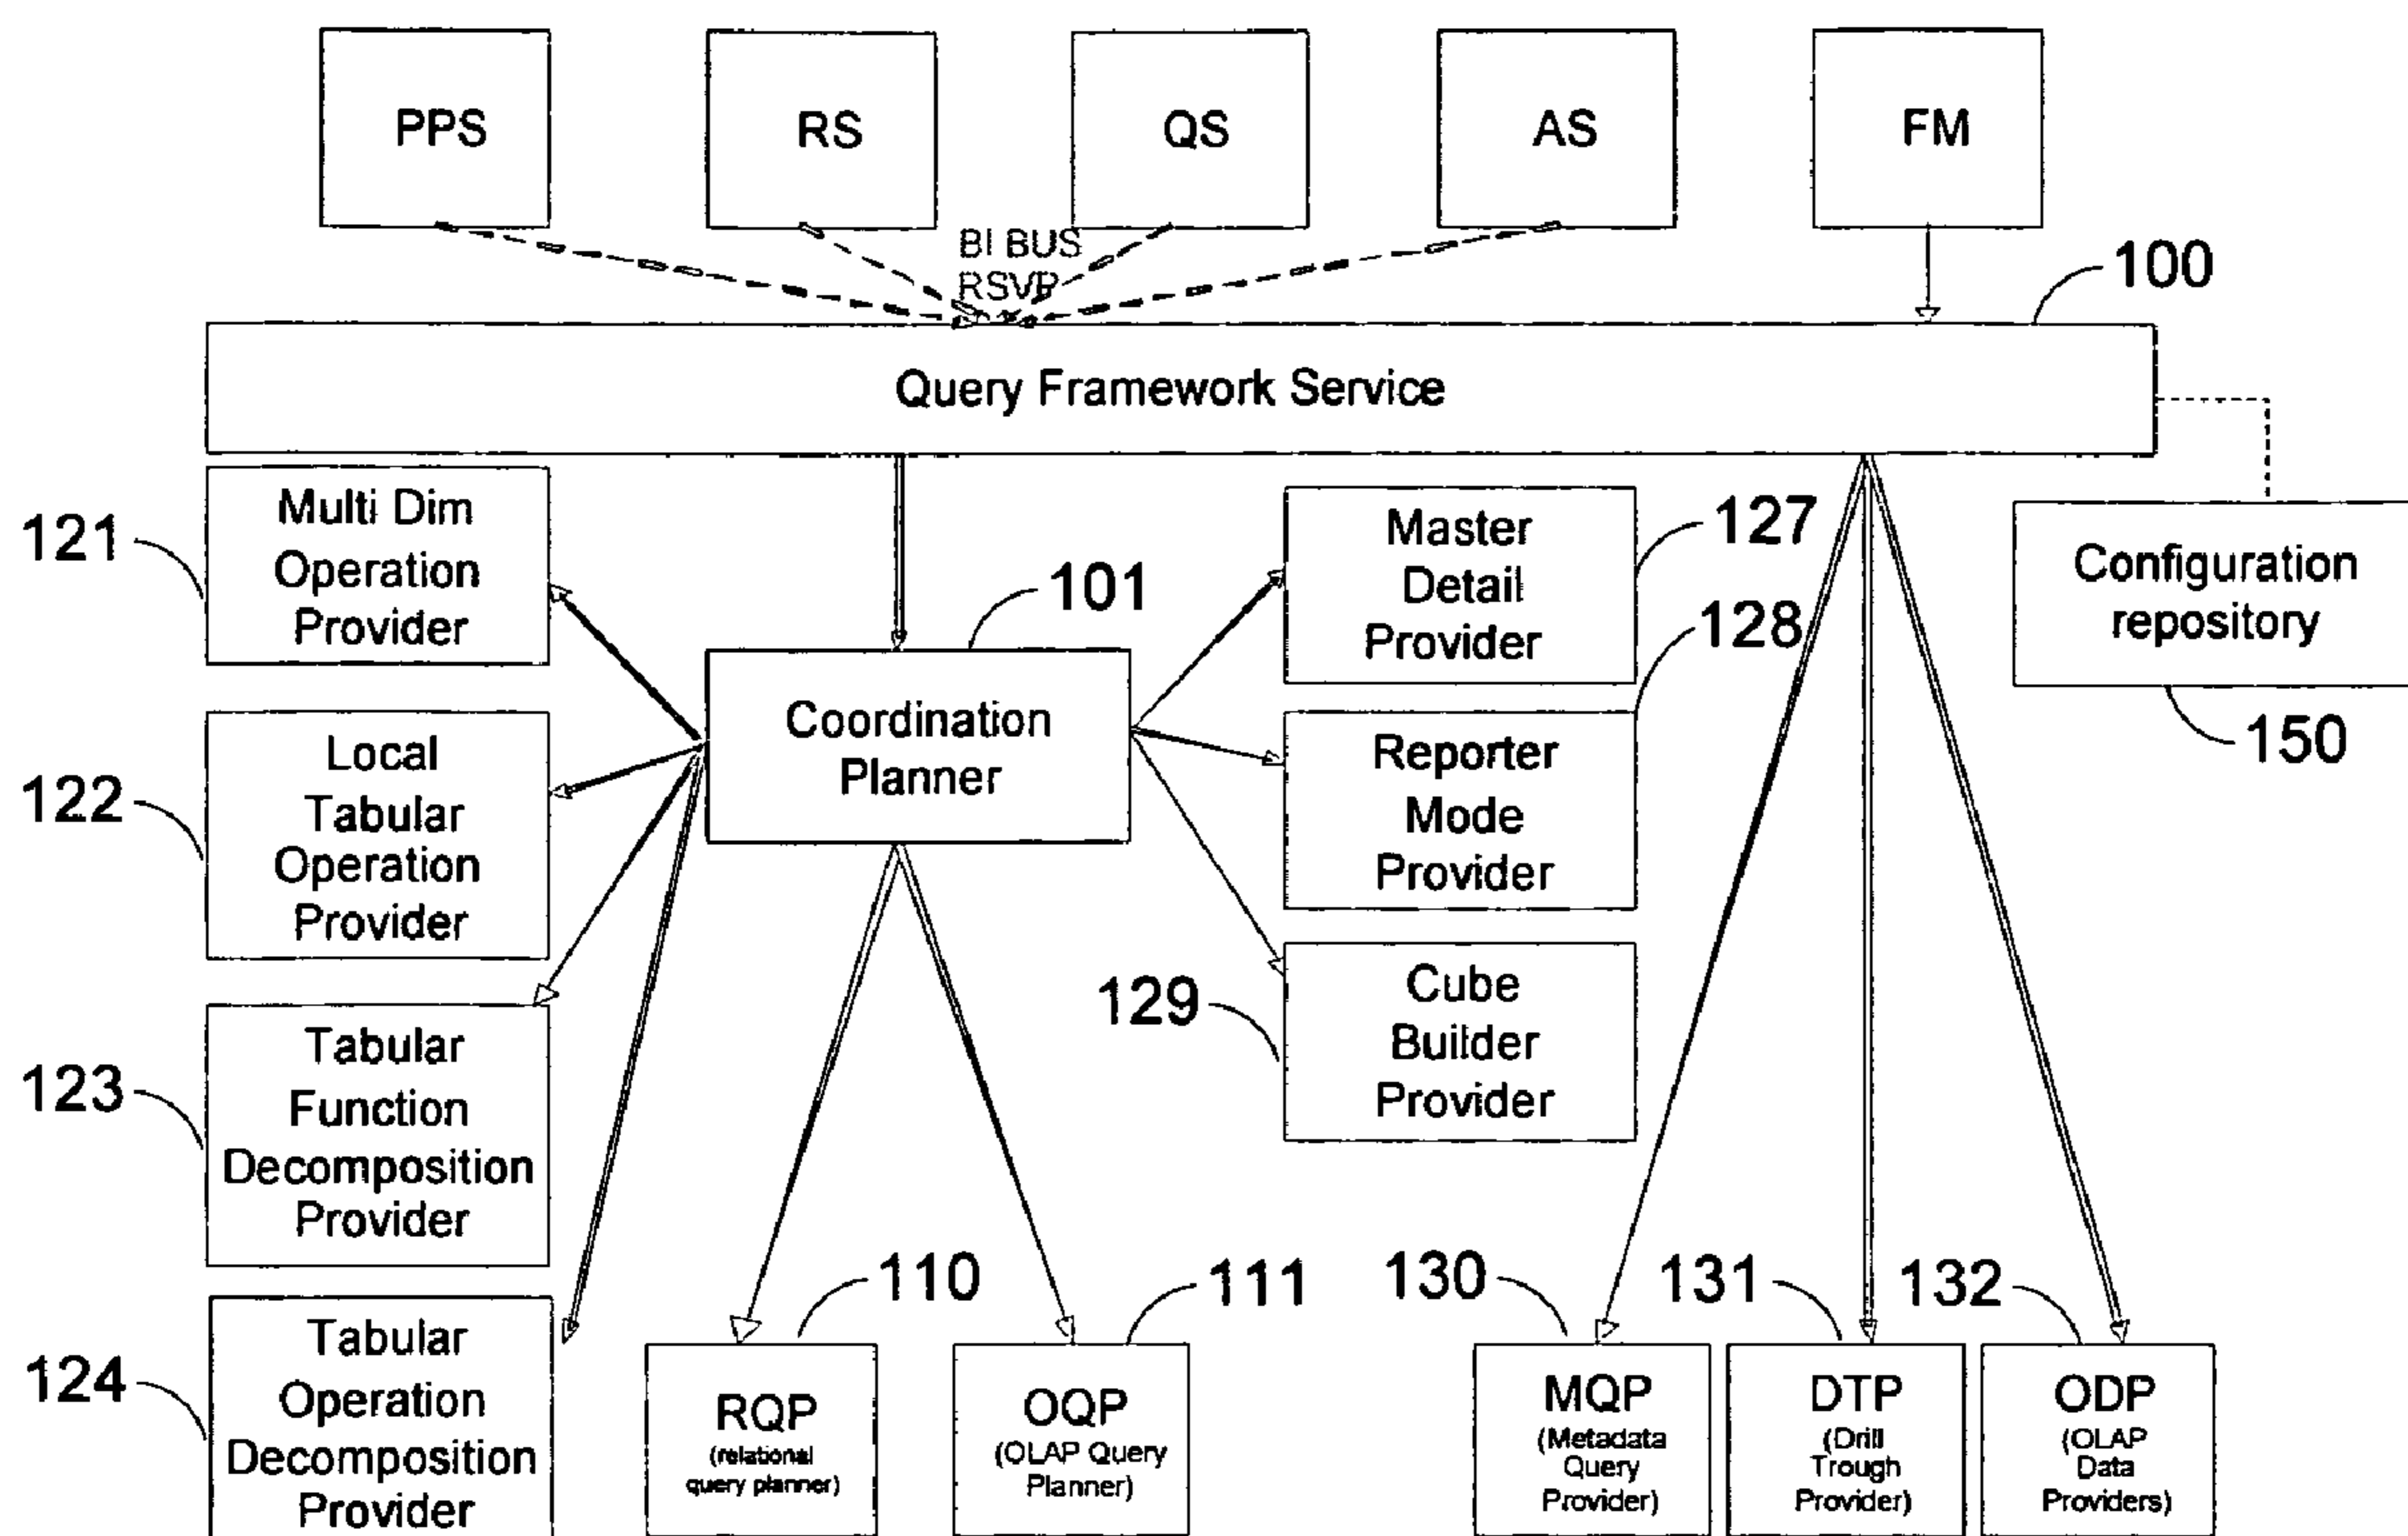 PPS
RS
QS
AS
FM
BI BUS
RSVP
100
Query Framework Service
121
Multi Dim
Operation
Provider
101
Coordination
Planner
Master
Detail
Provider
127
128
Configuration
repository
150
122
Local
Tabular
Operation
Provider
Reporter
Mode
Provider
123
Tabular
Function
Decomposition
Provider
129
Cube
Builder
Provider
124
Tabular
Operation
Decomposition
Provider
110
RQP
(relational
query planner)
111
OQP
(OLAP Query
Planner)
130
MQP
(Metadata
Query
Provider)
131
DTP
(Drill
Trough
Provider)
132
ODP
(OLAP
Data
Providers)